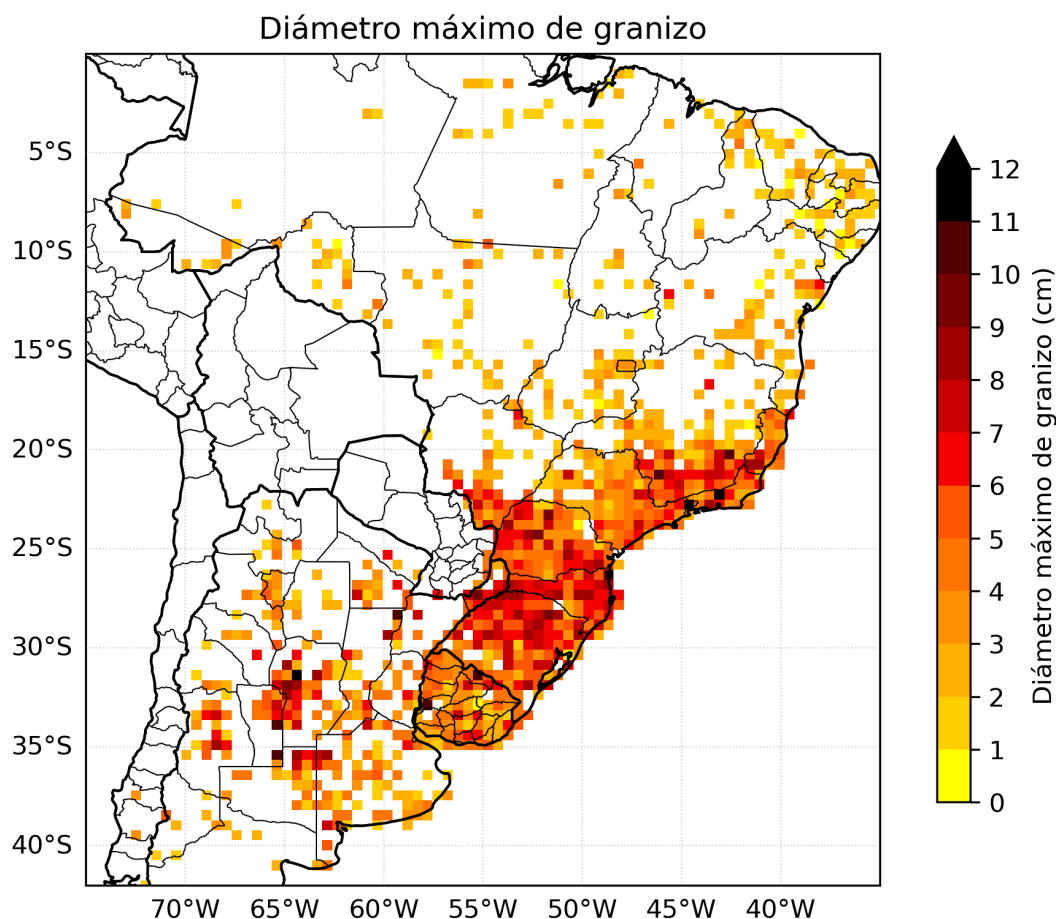 Diámetro máximo de granizo
5°S
10°S
15°S
20°S
25°S
30°S
35°S
40°S
70°W 65°W 60°W 55°W 50°W 45°W 40°W
12
11
10
9
8
7
6
5
4
3
2
1
0
Diámetro máximo de granizo (cm)